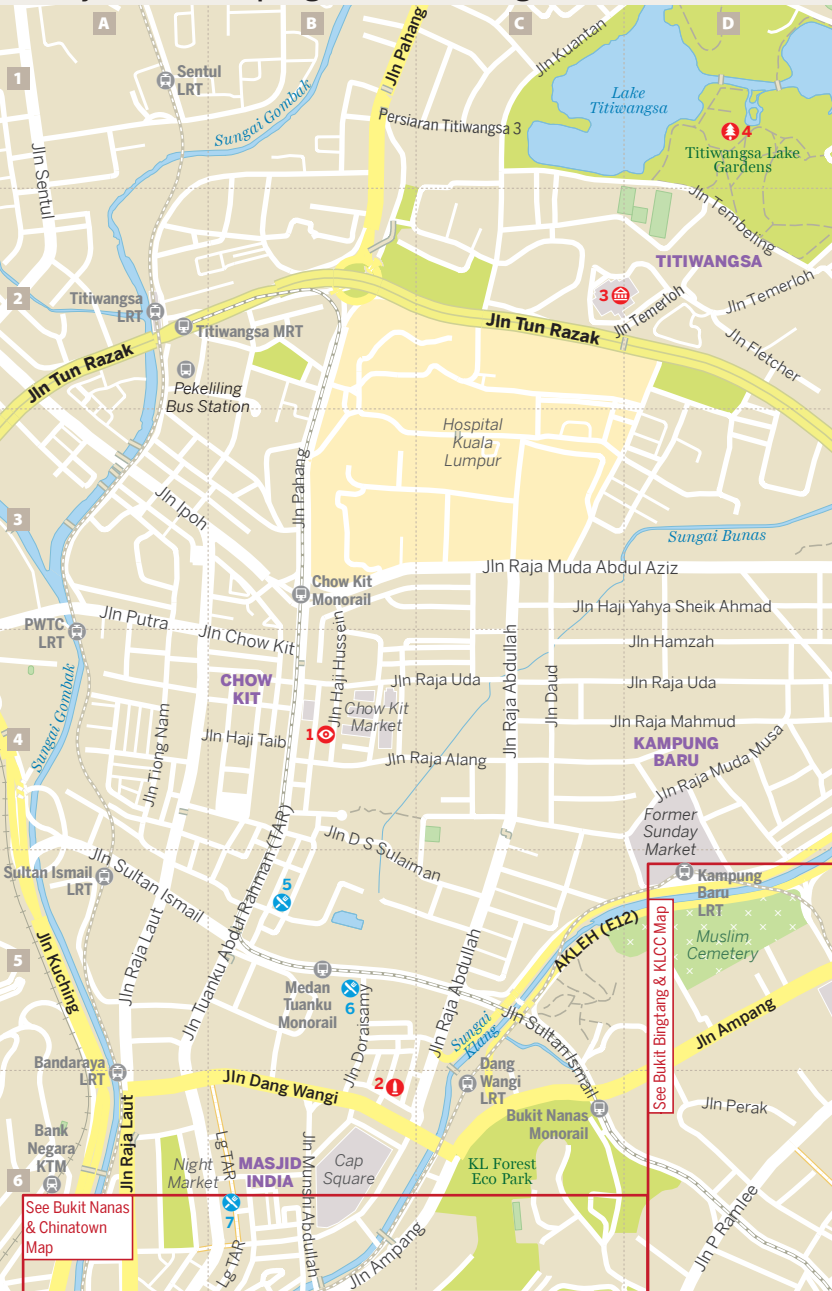 A
B
C
D
1
Sentul
LRT
Sungai Gombak
Jln Pahang
Jln Kuantan
Lake
Titiwangsa
Persiaran Titiwangsa 3
4
Titiwangsa Lake
Gardens
Jln Sentul
Jln Tembeling
TITIWANGSA
2
Titiwangsa
LRT
Titiwangsa MRT
3
Jln Temerloh
Jln Temerloh
Jln Tun Razak
Jln Fletcher
Jln Tun Razak
Pekeliling
Bus Station
Hospital
Kuala
Lumpur
Jln Pahang
3
Jln Ipoh
Sungai Bunas
Jln Raja Muda Abdul Aziz
Chow Kit
Monorail
Jln Haji Yahya Sheik Ahmad
Jln Putra
PWTC
LRT
Jln Chow Kit
Jln Haji Hussein
Jln Hamzah
Jln Raja Abdullah
Jln Daud
CHOW
KIT
Jln Raja Uda
Jln Raja Uda
Sungai Gombak
Chow Kit
Market
Jln Raja Mahmud
4
Jln Tiong Nam
Jln Haji Taib
1
KAMPUNG
BARU
Jln Raja Alang
Jln Raja Muda Musa
Former
Sunday
Market
Jln D S Sulaiman
Jln Sultan Ismail
Sultan Ismail
LRT
Jln Tuanku Abdul Rahman (TAR)
5
Kampung
Baru
LRT
AKLEH (E12)
Muslim
Cemetery
5
Jln Kuching
Jln Raja Laut
Medan
Tuanku
Monorail
6
Jln Doraisamy
Jln Raja Abdullah
Sungai
Klang
Jln Sultan Ismail
See Bukit Bingtang & KLCC Map
Jln Ampang
Bandaraya
LRT
Jln Dang Wangi
2
Dang
Wangi
LRT
Bukit Nanas
Monorail
Jln Perak
Bank
Negara
KTM
Jln Raja Laut
Night
Market
Lg TAR
MASJID
INDIA
Jln Munshi Abdullah
Cap
Square
KL Forest
Eco Park
6
See Bukit Nanas
& Chinatown
Map
7
Lg TAR
Jln Ampang
Jln P Ramlee